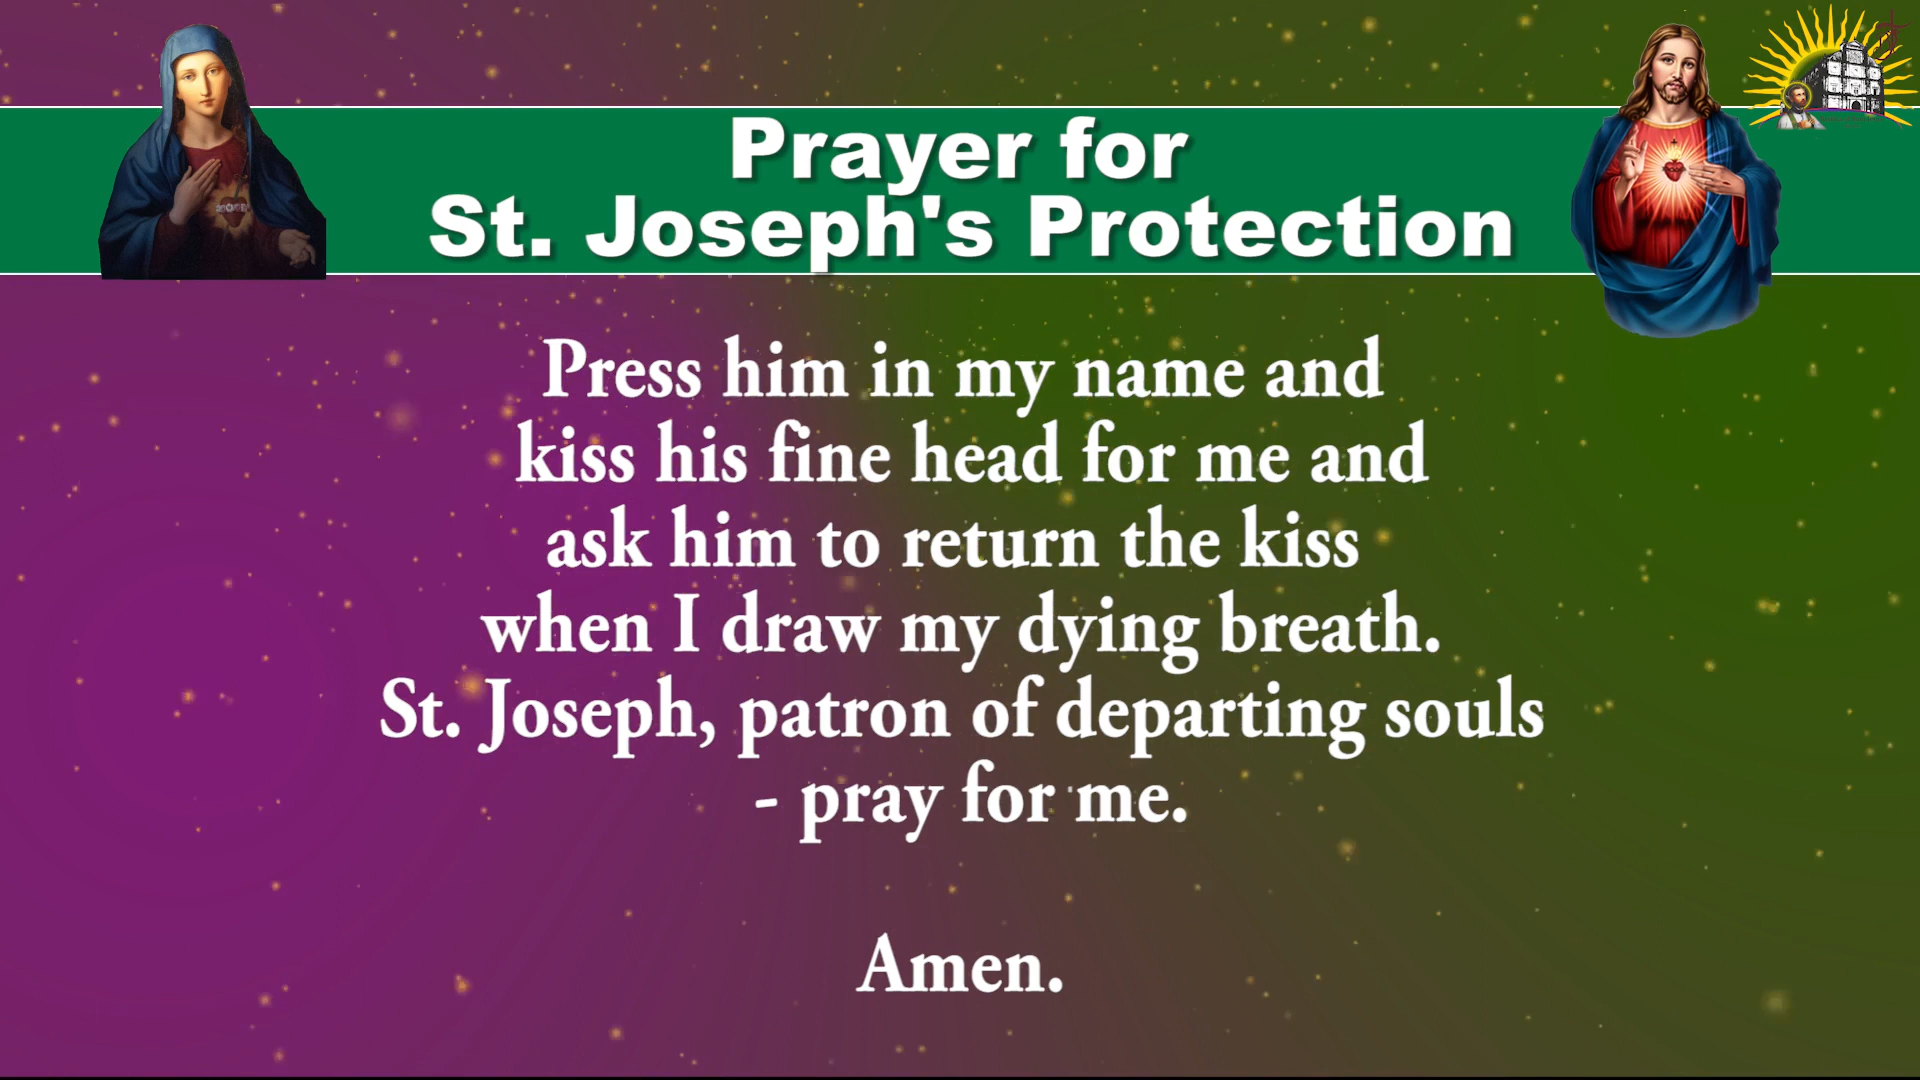 Prayer for
St. Joseph's Protection
Press him in my name and
kiss his fine head for me and
ask him to return the kiss
when I draw my dying breath.
St. Joseph, patron of departing souls
- pray for me.
Amen.